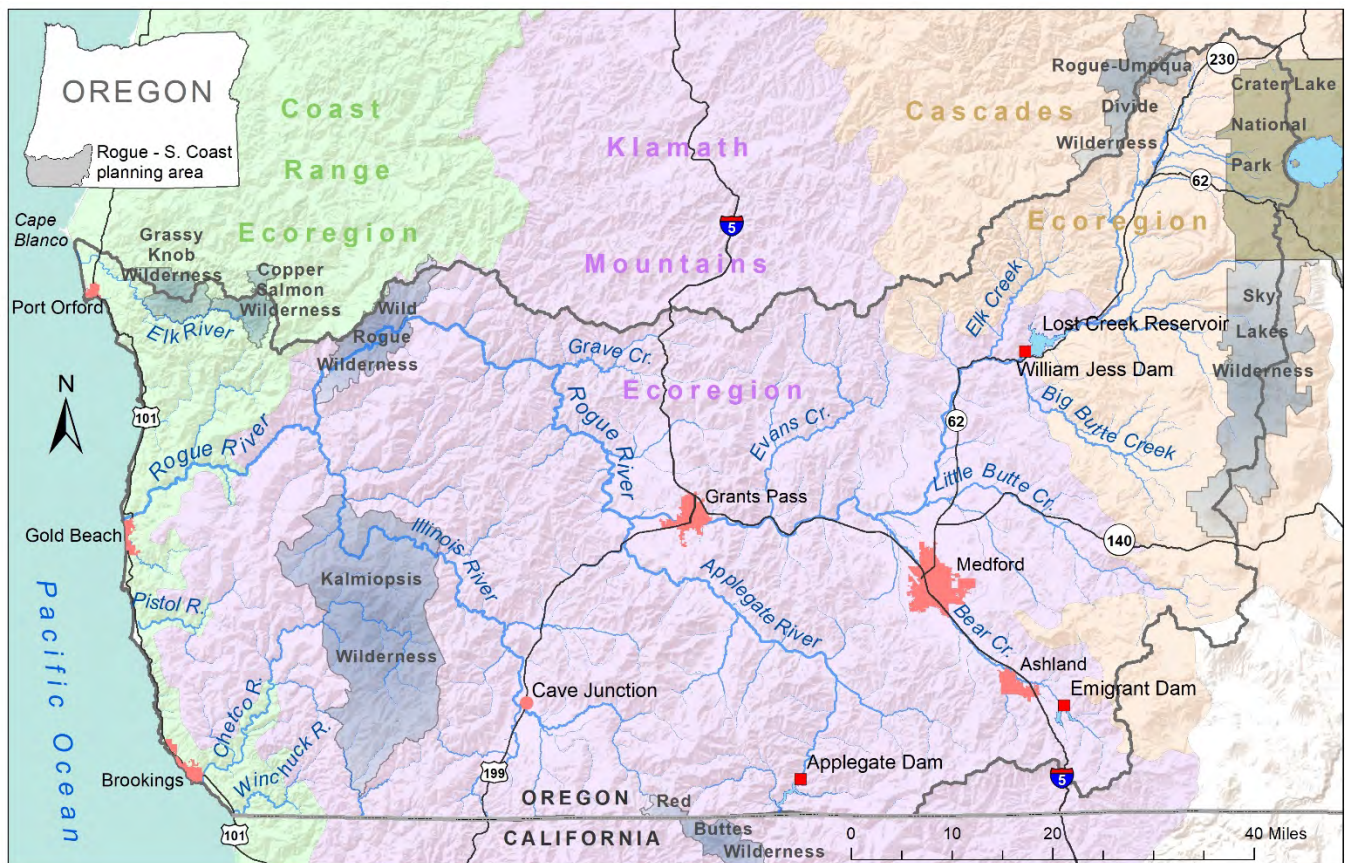 OREGON
Rogue - S. Coast
planning area
Coast
Range
Ecoregion
Klamath
Mountains
Ecoregion
Cascades
Ecoregion
Rogue-Umpqua
Divide
Wilderness
230
Crater Lake
National
Park
62
5
Cape
Blanco
Grassy
Knob
Wilderness
Copper
Salmon
Wilderness
Port Orford
Elk River
Wild
Rogue
Wilderness
Grave Cr.
Elk Creek
Lost Creek Reservoir
William Jess Dam
Sky
Lakes
Wilderness
N
101
Rogue River
Rogue
River
Evans Cr.
62
Big Butte Creek
Little Butte Cr.
Grants Pass
140
Gold Beach
Illinois
River
Kalmiopsis
Wilderness
Applegate River
Medford
Bear Cr.
Pistol R.
Pacific Ocean
Chetco R.
Cave Junction
Ashland
Emigrant Dam
Winchuck R.
Brookings
199
Applegate Dam
5
OREGON
CALIFORNIA
Red
Buttes
Wilderness
101
0 10 20 40 Miles